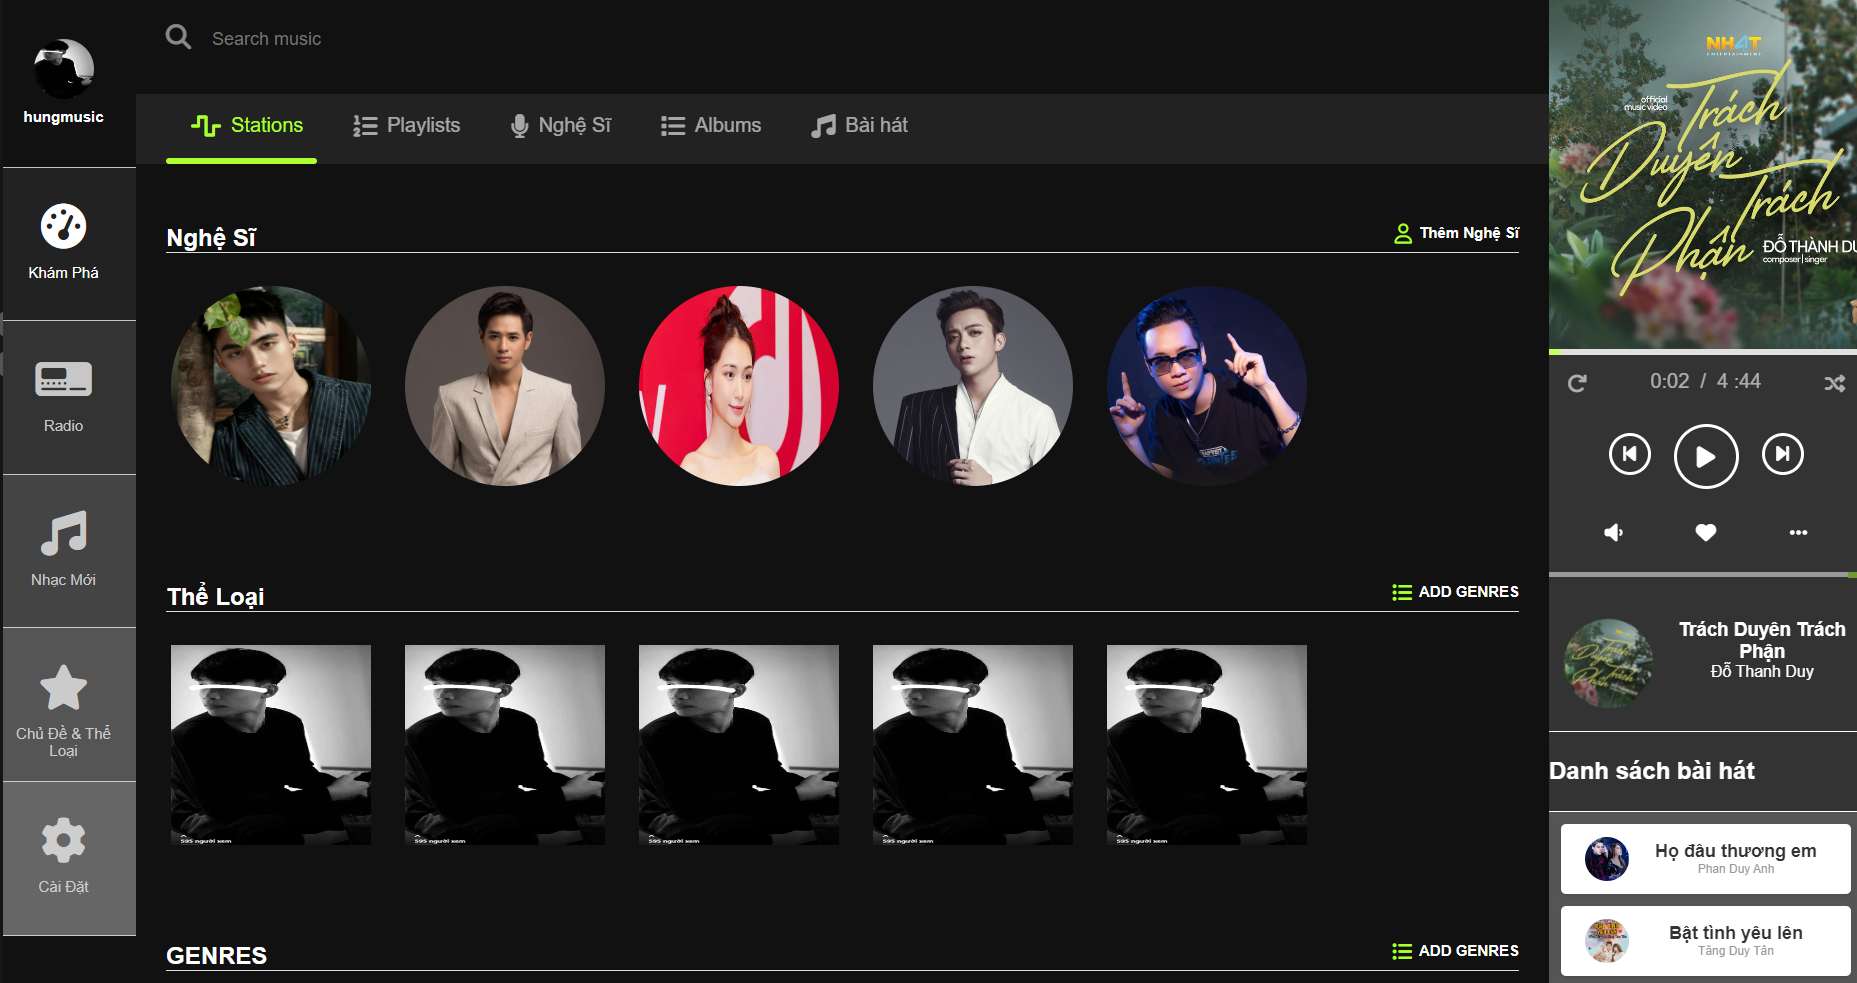 hungmusic
Khám Phá
Radio
Nhạc Mới
Chủ Đề & Thể
Loại
Cài Đặt
Search music
Stations
Playlists
Nghệ Sĩ
Albums
Bài hát
Nghệ Sĩ
Thêm Nghệ Sĩ
Thể Loại
ADD GENRES
595 người xem
595 người xem
595 người xem
595 người xem
595 người xem
GENRES
ADD GENRES
NHAT
ENTERTAINMENT
official
music video
Trách
Duyên
Trách
Phận
ĐỖ THÀNH DU
composer | singer
0:02 / 4 :44
Trách Duyên Trách
Phận
Đỗ Thanh Duy
Danh sách bài hát
Họ đâu thương em
Phan Duy Anh
Bật tình yêu lên
Tăng Duy Tân